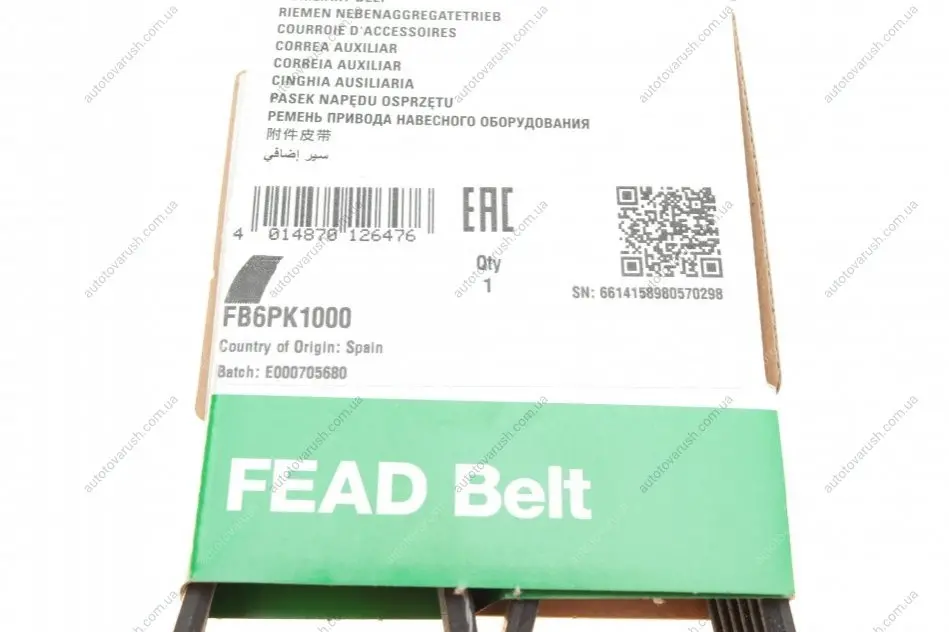 RIEMEN NEBENAGGREGATETRIEB
COURROIE D'ACCESSOIRES
CORREA AUXILIAR
CORREIA AUXILIAR
CINGHIA AUSILIARIA
PASEK NAPĘDU OSPRZĘTU
РЕМЕНЬ ПРИВОДА НАВЕСНОГО ОБОРУДОВАНИЯ
附件皮带
سير إضافي
4 014870 126476
EAC
Qty
1
SN: 6614158980570298
FB6PK1000
Country of Origin: Spain
Batch: E000705680
FEAD Belt
autotovarush.com.ua